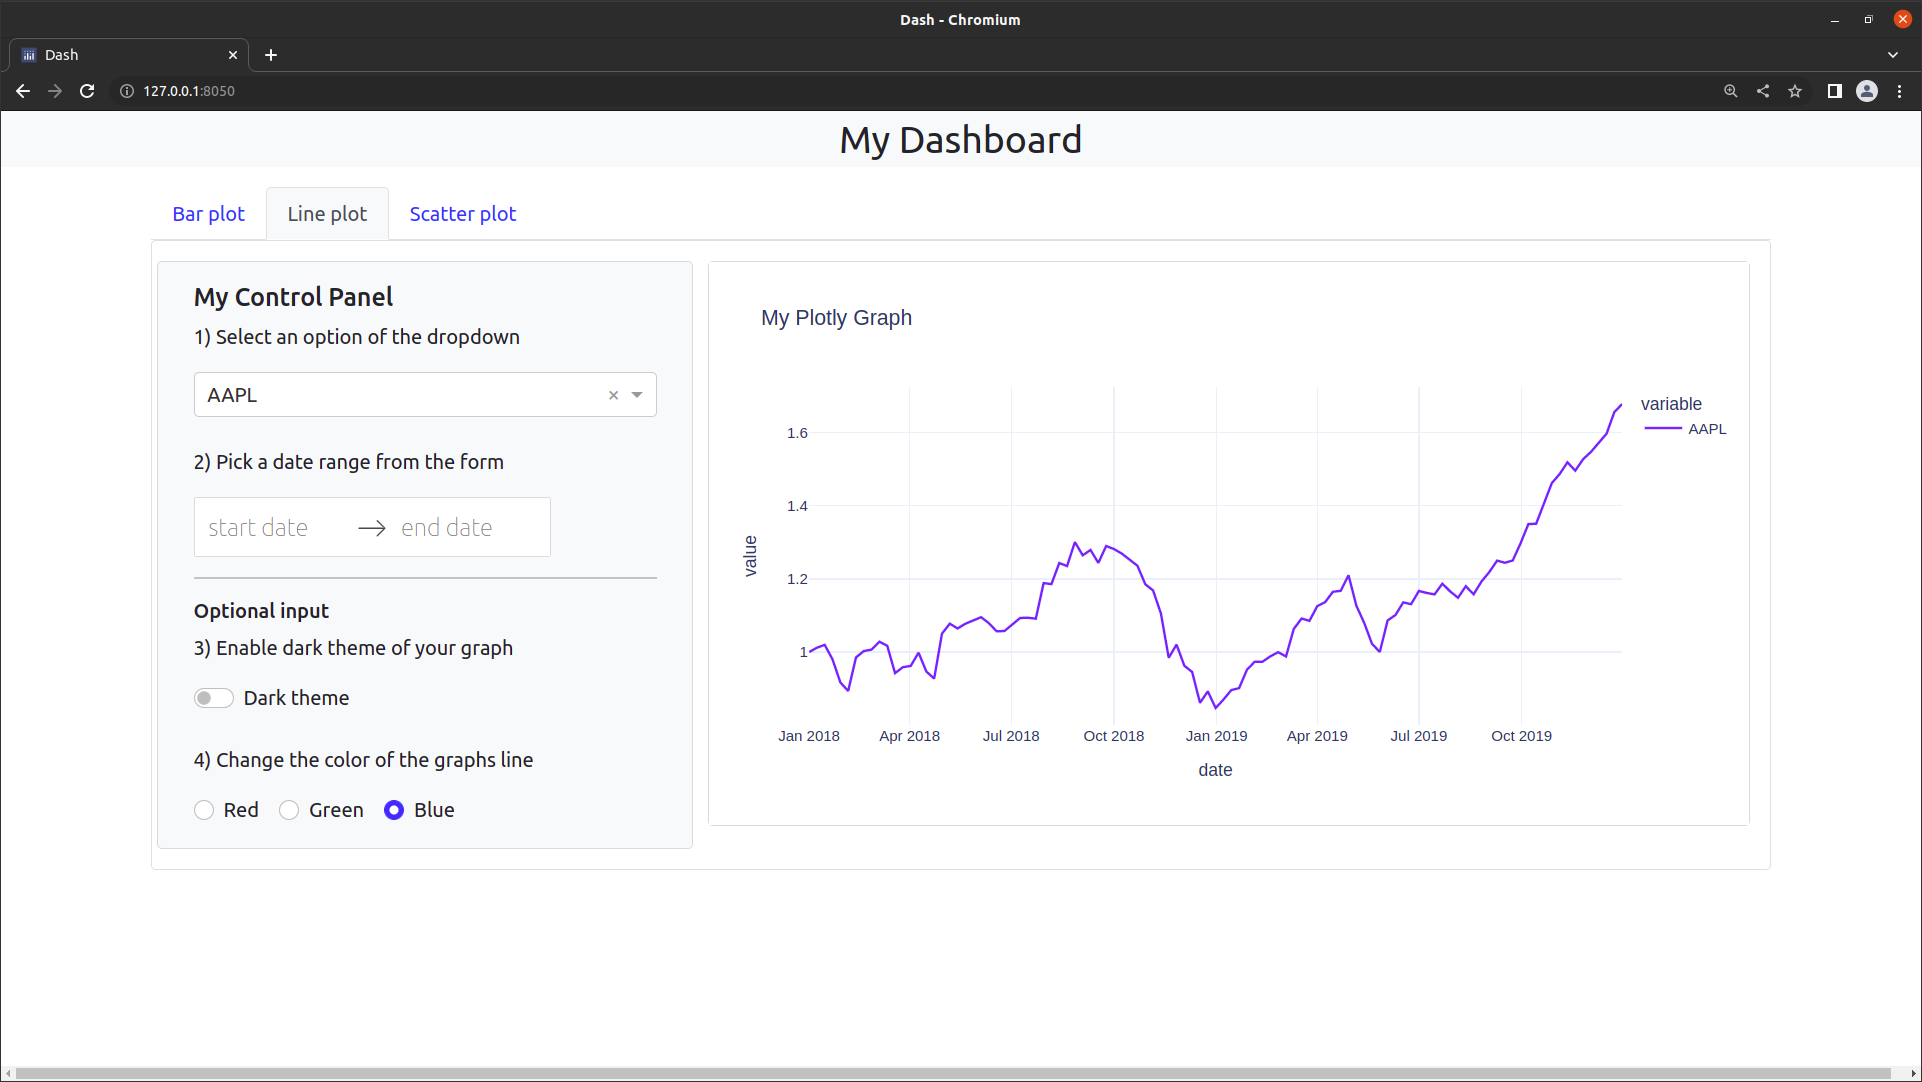 Dash - Chromium
Dash
127.0.0.1:8050
My Dashboard
Bar plot Line plot Scatter plot
My Control Panel
1) Select an option of the dropdown
AAPL
2) Pick a date range from the form
start date → end date
Optional input
3) Enable dark theme of your graph
Dark theme
4) Change the color of the graphs line
Red Green Blue
My Plotly Graph
variable
AAPL
1.6
1.4
1.2
1
value
Jan 2018 Apr 2018 Jul 2018 Oct 2018 Jan 2019 Apr 2019 Jul 2019 Oct 2019
date